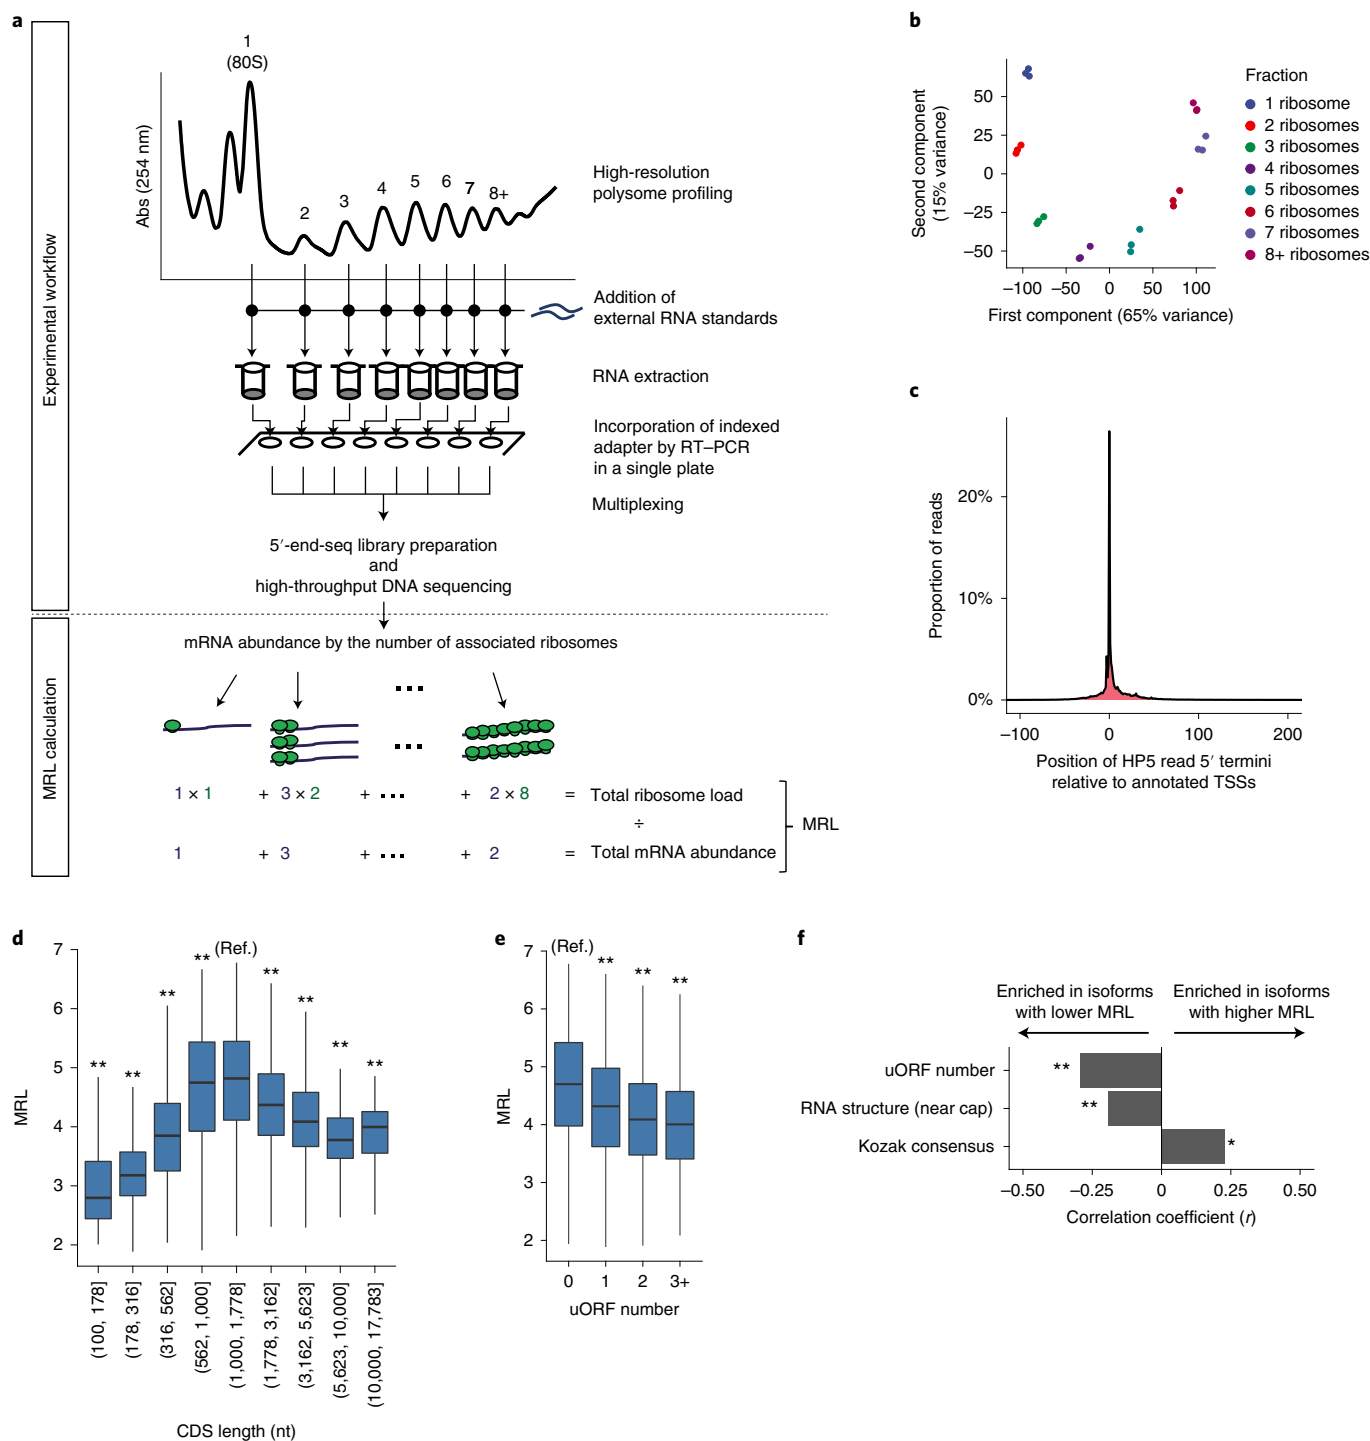 a
Experimental workflow
Abs (254 nm)
1
(80S)
2
3
4
5
6
7
8+
High-resolution
polysome profiling
Addition of
external RNA standards
RNA extraction
Incorporation of indexed
adapter by RT–PCR
in a single plate
Multiplexing
5′-end-seq library preparation
and
high-throughput DNA sequencing
MRL calculation
mRNA abundance by the number of associated ribosomes
1 × 1 + 3 × 2 + ... + 2 × 8 = Total ribosome load
÷
MRL
1 + 3 + ... + 2 = Total mRNA abundance
b
Second component
(15% variance)
50
25
0
−25
−50
−100
−50
0
50
100
First component (65% variance)
Fraction
1 ribosome
2 ribosomes
3 ribosomes
4 ribosomes
5 ribosomes
6 ribosomes
7 ribosomes
8+ ribosomes
c
Proportion of reads
20%
10%
0%
−100
0
100
200
Position of HP5 read 5′ termini
relative to annotated TSSs
d
MRL
7
6
5
4
3
2
**
**
**
**
(Ref.)
**
**
**
**
(100, 178]
(178, 316]
(316, 562]
(562, 1,000]
(1,000, 1,778]
(1,778, 3,162]
(3,162, 5,623]
(5,623, 10,000]
(10,000, 17,783]
CDS length (nt)
e
MRL
7
6
5
4
3
2
(Ref.)
**
**
**
0
1
2
3+
uORF number
f
Enriched in isoforms
with lower MRL
Enriched in isoforms
with higher MRL
uORF number
**
RNA structure (near cap)
**
Kozak consensus
*
−0.50
−0.25
0
0.25
0.50
Correlation coefficient (r)